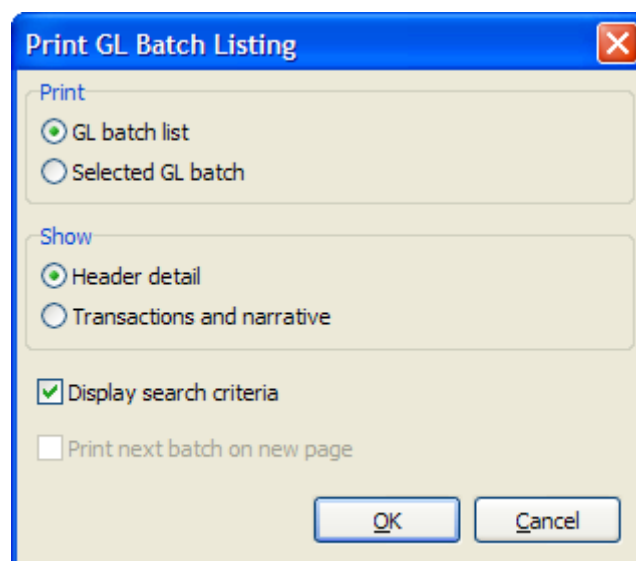 Print GL Batch Listing
Print
GL batch list
Selected GL batch
Show
Header detail
Transactions and narrative
Display search criteria
Print next batch on new page
OK Cancel